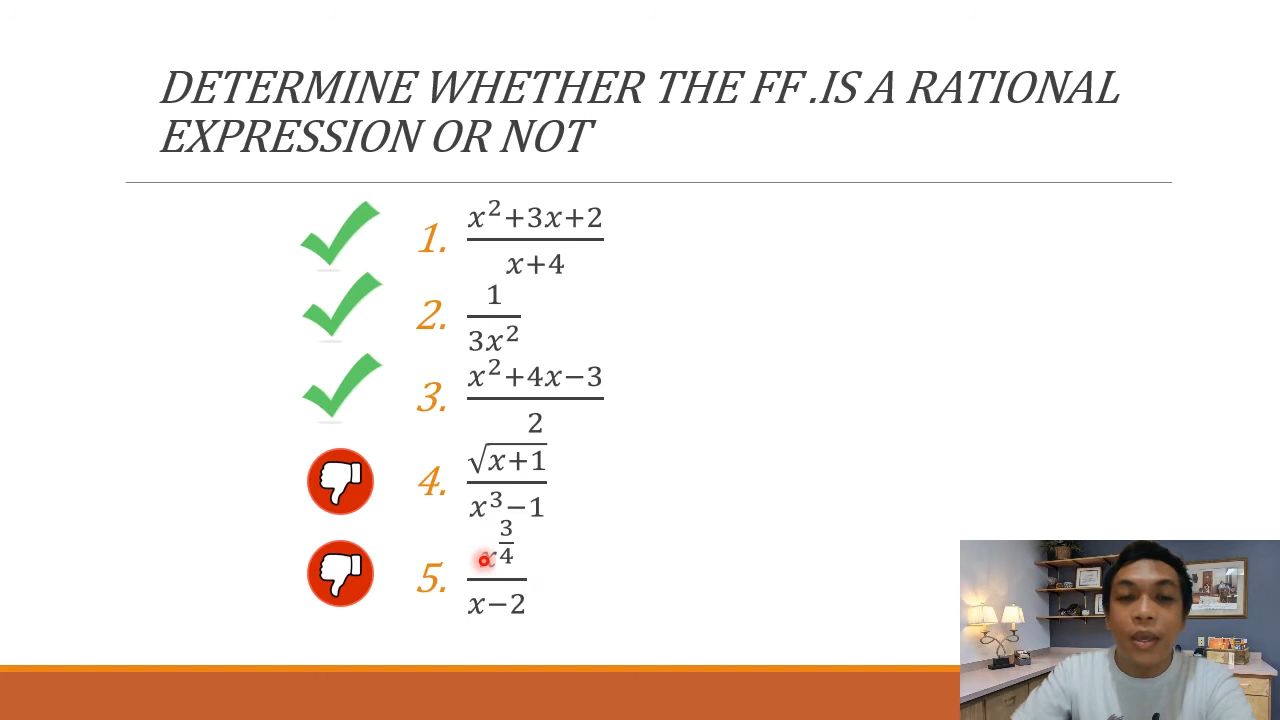 DETERMINE WHETHER THE FF .IS A RATIONAL
EXPRESSION OR NOT
1. (x²+3x+2)/(x+4)
2. 1/(3x²)
3. (x²+4x−3)/2
4. √(x+1)/(x³−1)
5. x^(3/4)/(x−2)